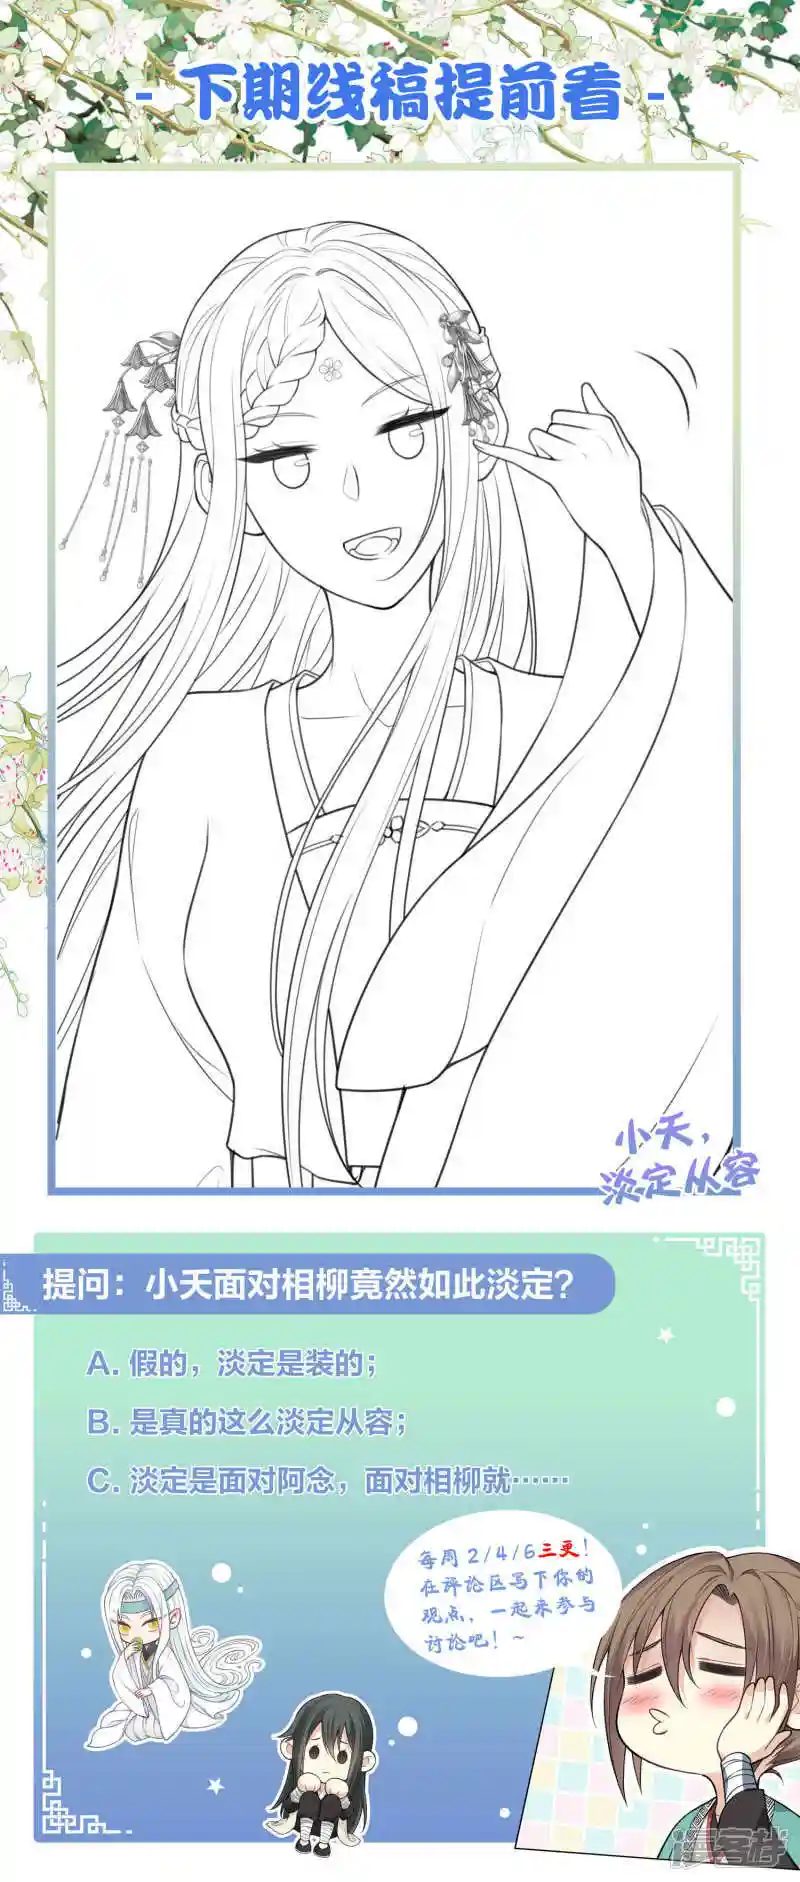 - 下期线稿提前看 -
小夭，
淡定从容
提问：小夭面对相柳竟然如此淡定？
A. 假的，淡定是装的；
B. 是真的这么淡定从容；
C. 淡定是面对阿念，面对相柳就……
每周 2/4/6三更！
在评论区写下你的
观点，一起来参与
讨论吧！~
漫客栈